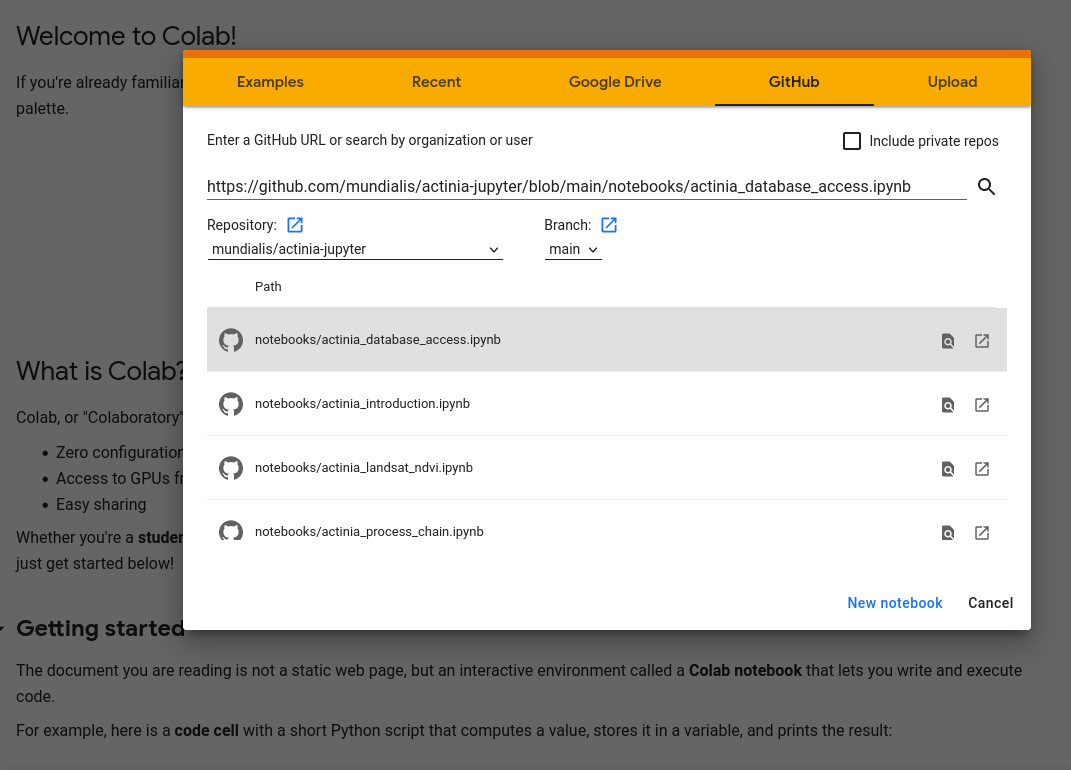 Welcome to Colab!
If you're already familiar
palette.
Examples
Recent
Google Drive
GitHub
Upload
Enter a GitHub URL or search by organization or user
Include private repos
https://github.com/mundialis/actinia-jupyter/blob/main/notebooks/actinia_database_access.ipynb
Repository:
Branch:
mundialis/actinia-jupyter
main
Path
notebooks/actinia_database_access.ipynb
notebooks/actinia_introduction.ipynb
notebooks/actinia_landsat_ndvi.ipynb
notebooks/actinia_process_chain.ipynb
New notebook
Cancel
What is Colab?
Colab, or "Colaboratory"
Zero configuration
Access to GPUs fr
Easy sharing
Whether you're a studen
just get started below!
Getting started
The document you are reading is not a static web page, but an interactive environment called a Colab notebook that lets you write and execute
code.
For example, here is a code cell with a short Python script that computes a value, stores it in a variable, and prints the result: